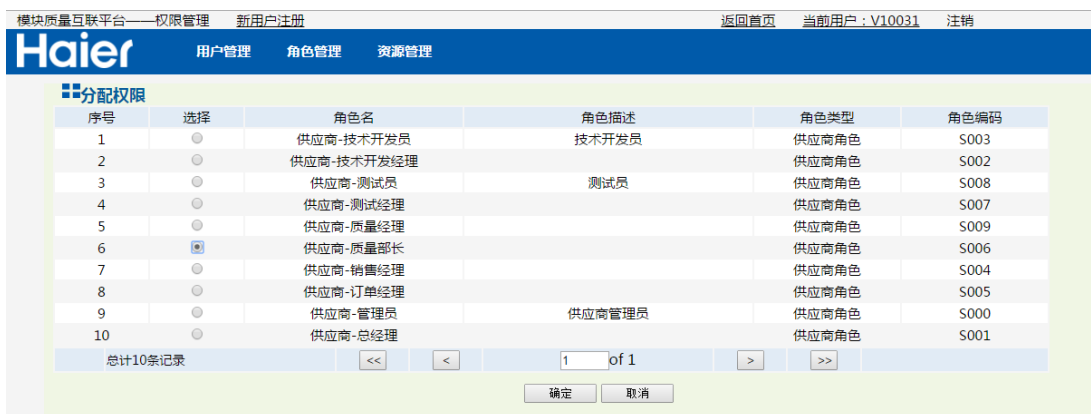 模块质量互联平台——权限管理 新用户注册 返回首页 当前用户：V10031 注销
Haier 用户管理 角色管理 资源管理
分配权限
序号 选择 角色名 角色描述 角色类型 角色编码
1 供应商-技术开发员 技术开发员 供应商角色 S003
2 供应商-技术开发经理 供应商角色 S002
3 供应商-测试员 测试员 供应商角色 S008
4 供应商-测试经理 供应商角色 S007
5 供应商-质量经理 供应商角色 S009
6 供应商-质量部长 供应商角色 S006
7 供应商-销售经理 供应商角色 S004
8 供应商-订单经理 供应商角色 S005
9 供应商-管理员 供应商管理员 供应商角色 S000
10 供应商-总经理 供应商角色 S001
总计10条记录 << < 1 of 1 > >>
确定 取消